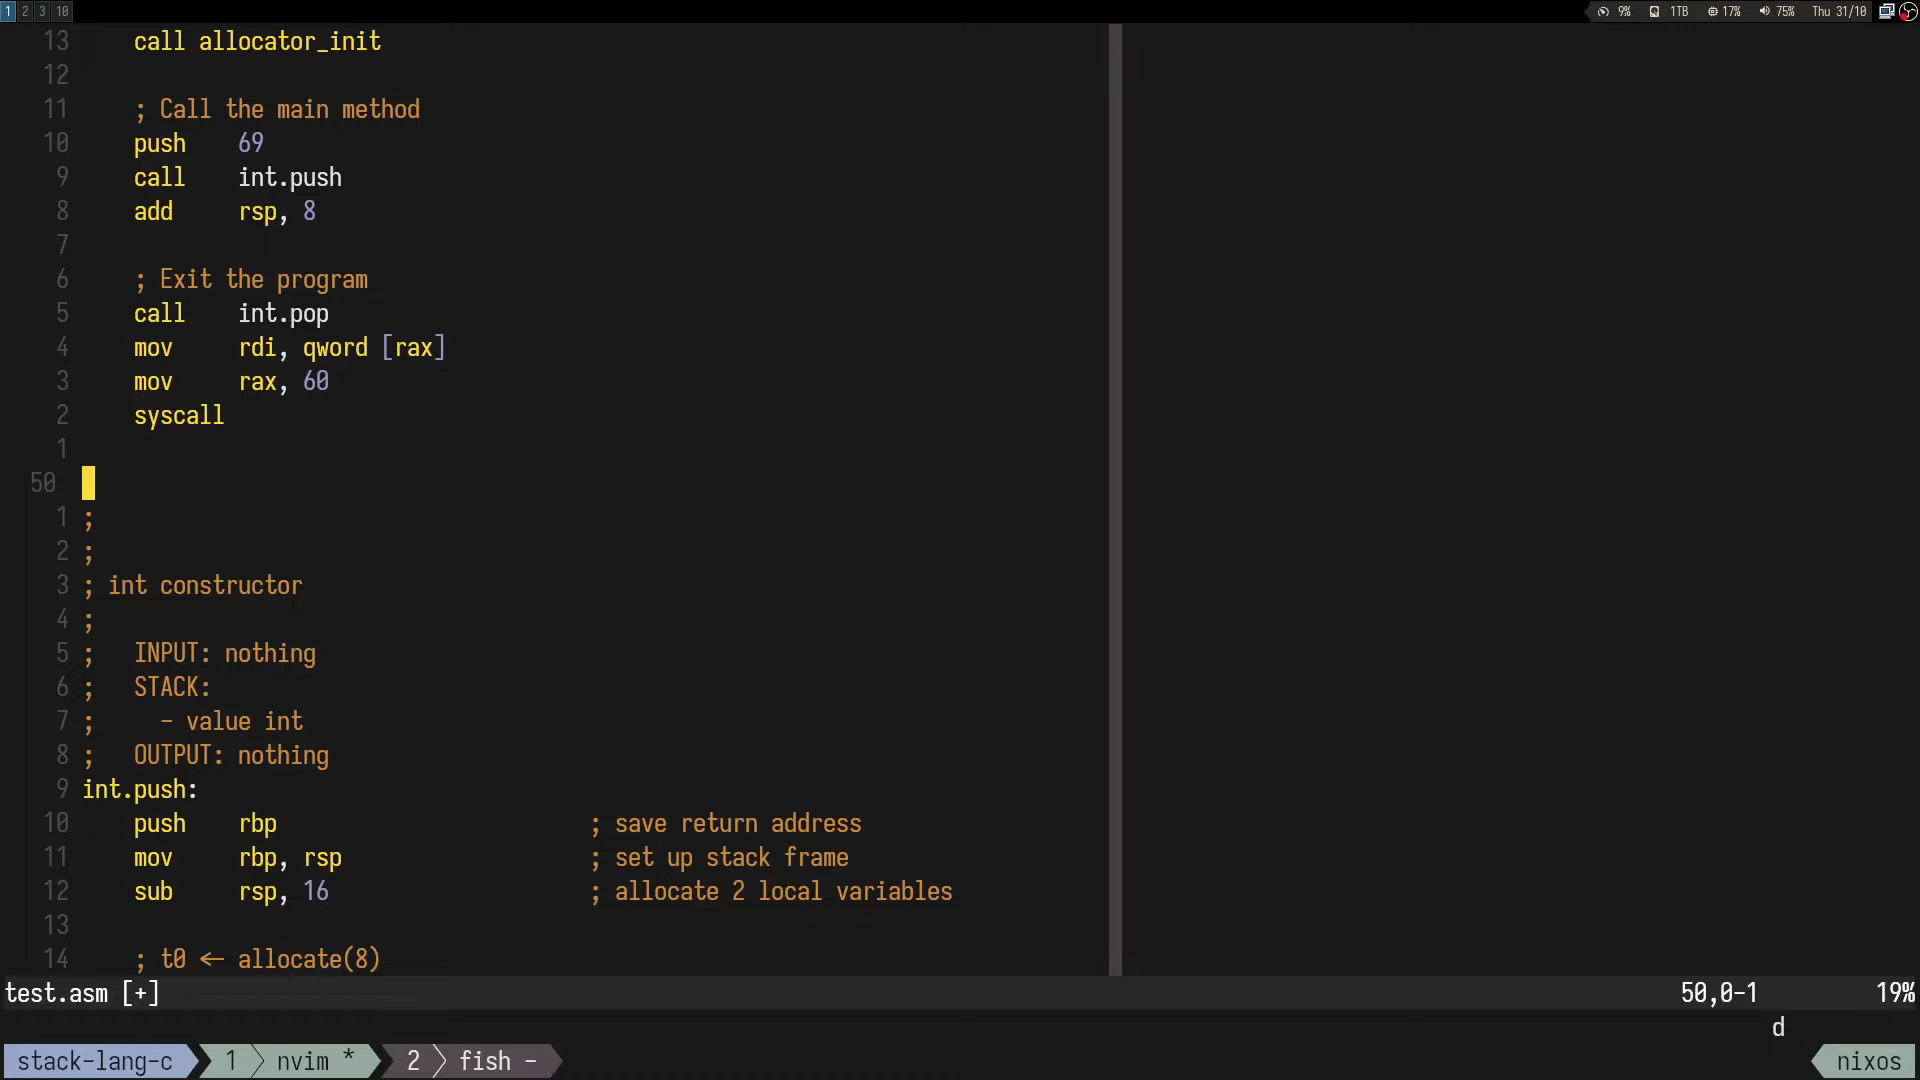 1 2 3 10 9% 1TB 17% 75% Thu 31/10
13 call allocator_init
12
11 ; Call the main method
10 push 69
9 call int.push
8 add rsp, 8
7
6 ; Exit the program
5 call int.pop
4 mov rdi, qword [rax]
3 mov rax, 60
2 syscall
1
50
1 ;
2 ;
3 ; int constructor
4 ;
5 ; INPUT: nothing
6 ; STACK:
7 ; - value int
8 ; OUTPUT: nothing
9 int.push:
10 push rbp ; save return address
11 mov rbp, rsp ; set up stack frame
12 sub rsp, 16 ; allocate 2 local variables
13
14 ; t0 <- allocate(8)
test.asm [+] 50,0-1 19%
d
stack-lang-c 1 nvim * 2 fish - nixos